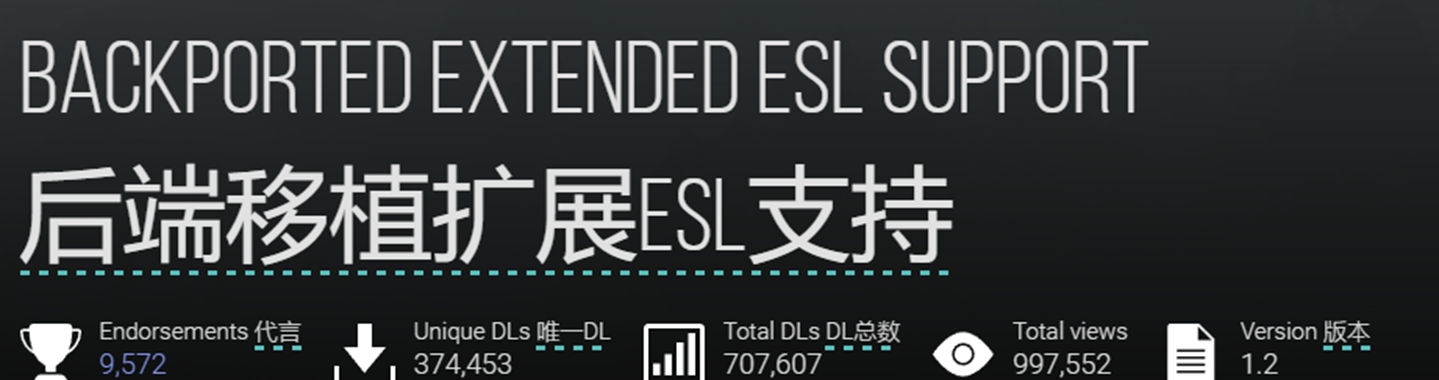 BACKPORTED EXTENDED ESL SUPPORT
后端移植扩展ESL支持
Endorsements 代言 Unique DLs 唯一DL Total DLs DL总数 Total views Version 版本
9,572 374,453 707,607 997,552 1.2